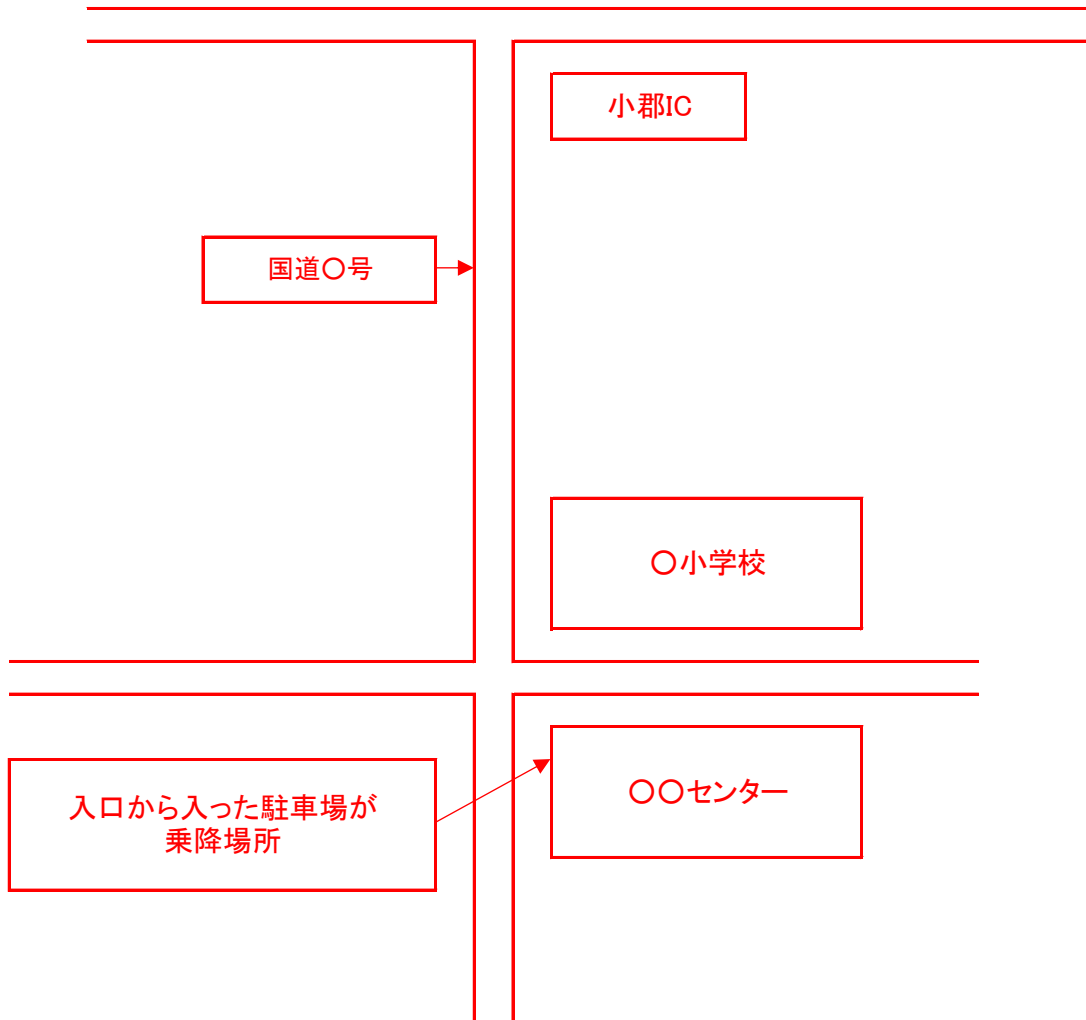 小郡IC
国道〇号
〇小学校
入口から入った駐車場が
乗降場所
〇〇センター